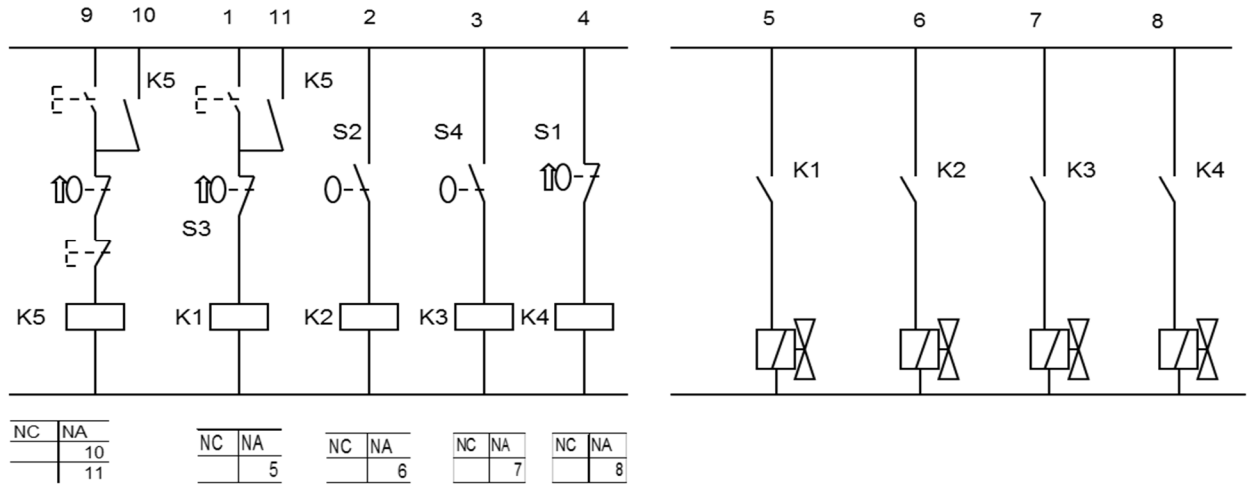 9 10 1 11 2 3 4 5 6 7 8
K5 K5
S2 S4 S1
K1 K2 K3 K4
S3
K5 K1 K2 K3 K4
NC NA NC NA NC NA NC NA NC NA
10 5 6 7 8
11